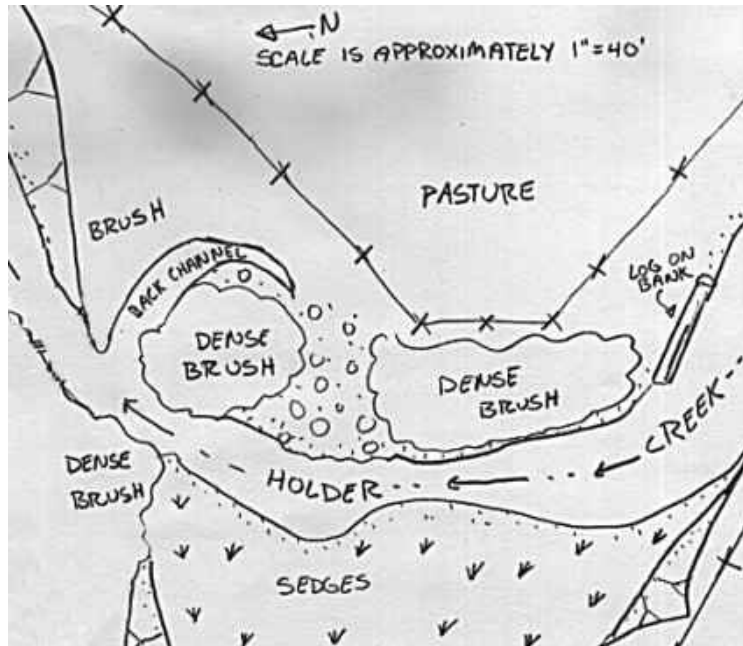 N
SCALE IS APPROXIMATELY 1"=40'
PASTURE
BRUSH
BACK CHANNEL
LOG ON
BANK
DENSE
BRUSH
DENSE
BRUSH
DENSE
BRUSH
HOLDER
CREEK
SEDGES